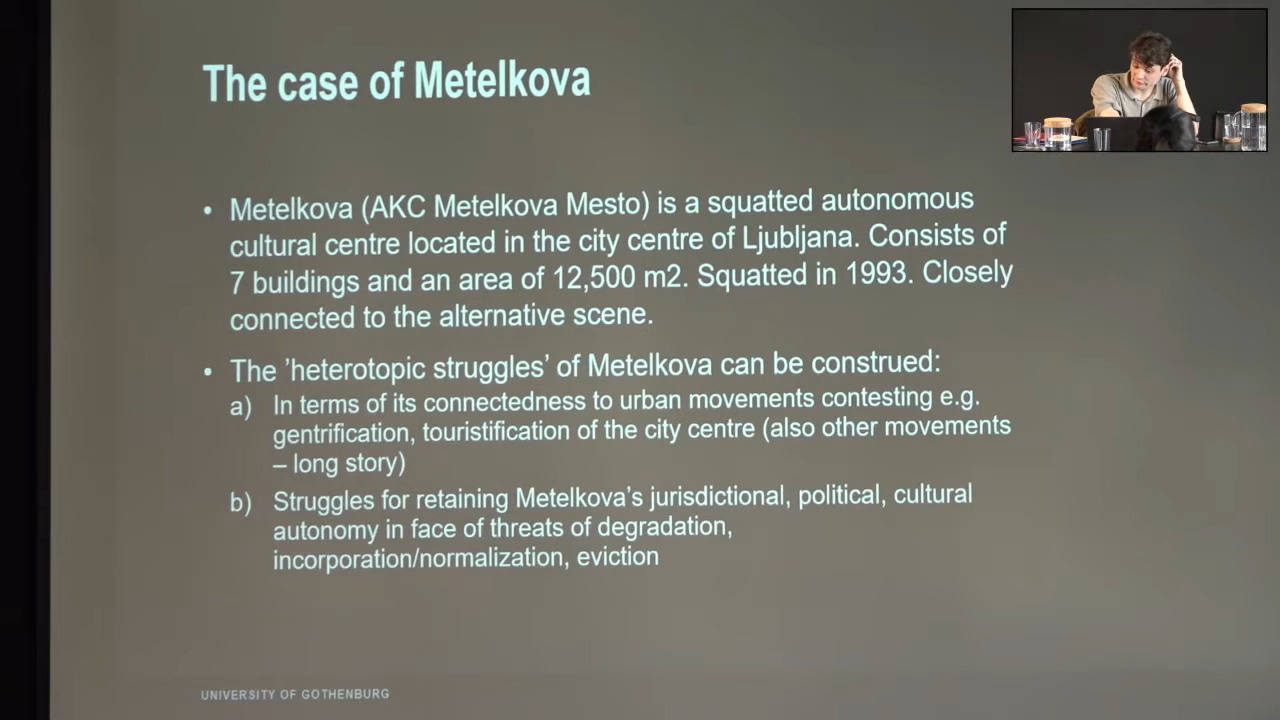 The case of Metelkova
• Metelkova (AKC Metelkova Mesto) is a squatted autonomous
cultural centre located in the city centre of Ljubljana. Consists of
7 buildings and an area of 12,500 m2. Squatted in 1993. Closely
connected to the alternative scene.
• The ’heterotopic struggles’ of Metelkova can be construed:
a) In terms of its connectedness to urban movements contesting e.g.
gentrification, touristification of the city centre (also other movements
– long story)
b) Struggles for retaining Metelkova’s jurisdictional, political, cultural
autonomy in face of threats of degradation,
incorporation/normalization, eviction
UNIVERSITY OF GOTHENBURG